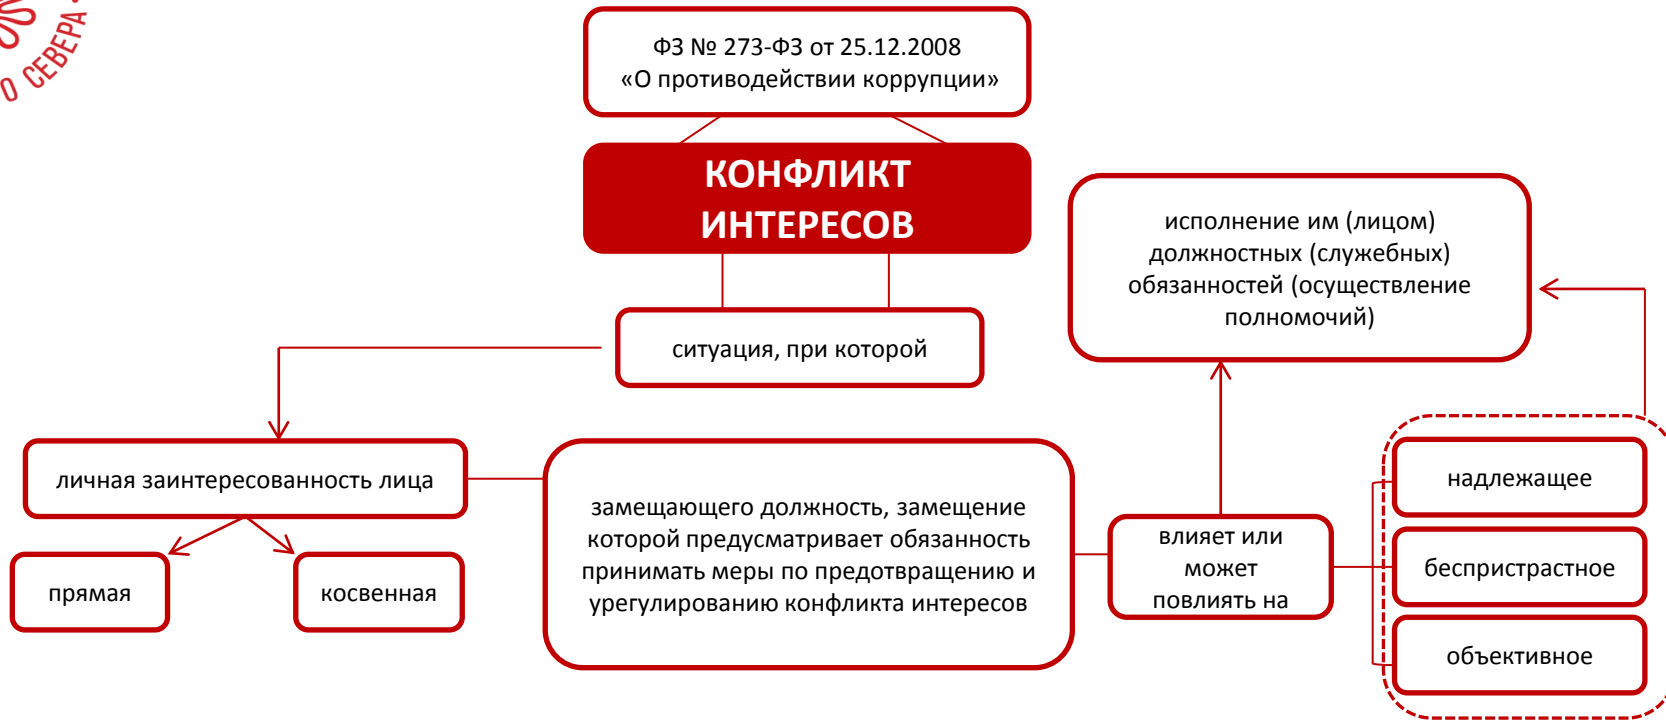 О СЕВЕРА •
ФЗ № 273-ФЗ от 25.12.2008
«О противодействии коррупции»
КОНФЛИКТ
ИНТЕРЕСОВ
ситуация, при которой
личная заинтересованность лица
прямая
косвенная
замещающего должность, замещение
которой предусматривает обязанность
принимать меры по предотвращению и
урегулированию конфликта интересов
влияет или
может
повлиять на
исполнение им (лицом)
должностных (служебных)
обязанностей (осуществление
полномочий)
надлежащее
беспристрастное
объективное